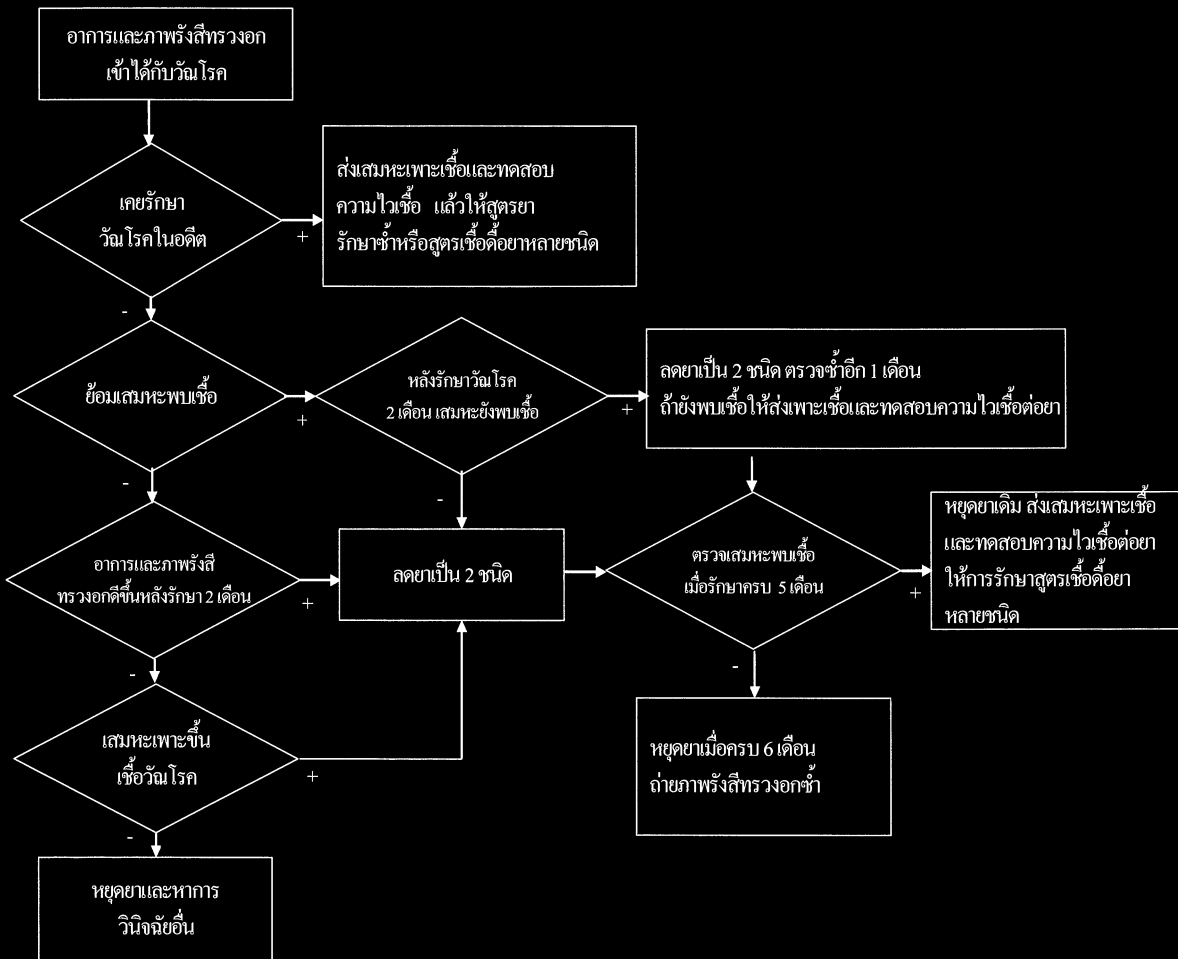 อาการและภาพรังสีทรวงอก
เข้าได้กับวัณโรค
เคยรักษา
วัณโรคในอดีต
+
ส่งเสมหะเพาะเชื้อและทดสอบ
ความไวเชื้อ แล้วให้สูตรยา
รักษาซ้ำหรือสูตรเชื้อดื้อยาหลายชนิด
-
ย้อมเสมหะพบเชื้อ
+
หลังรักษาวัณโรค
2 เดือน เสมหะยังพบเชื้อ
+
ลดยาเป็น 2 ชนิด ตรวจซ้ำอีก 1 เดือน
ถ้ายังพบเชื้อให้ส่งเพาะเชื้อและทดสอบความไวเชื้อต่อยา
-
-
อาการและภาพรังสี
ทรวงอกดีขึ้นหลังรักษา 2 เดือน
+
ลดยาเป็น 2 ชนิด
ตรวจเสมหะพบเชื้อ
เมื่อรักษาครบ 5 เดือน
+
หยุดยาเดิม ส่งเสมหะเพาะเชื้อ
และทดสอบความไวเชื้อต่อยา
ให้การรักษาสูตรเชื้อดื้อยา
หลายชนิด
-
-
เสมหะเพาะขึ้น
เชื้อวัณโรค
+
หยุดยาเมื่อครบ 6 เดือน
ถ่ายภาพรังสีทรวงอกซ้ำ
-
หยุดยาและหาการ
วินิจฉัยอื่น